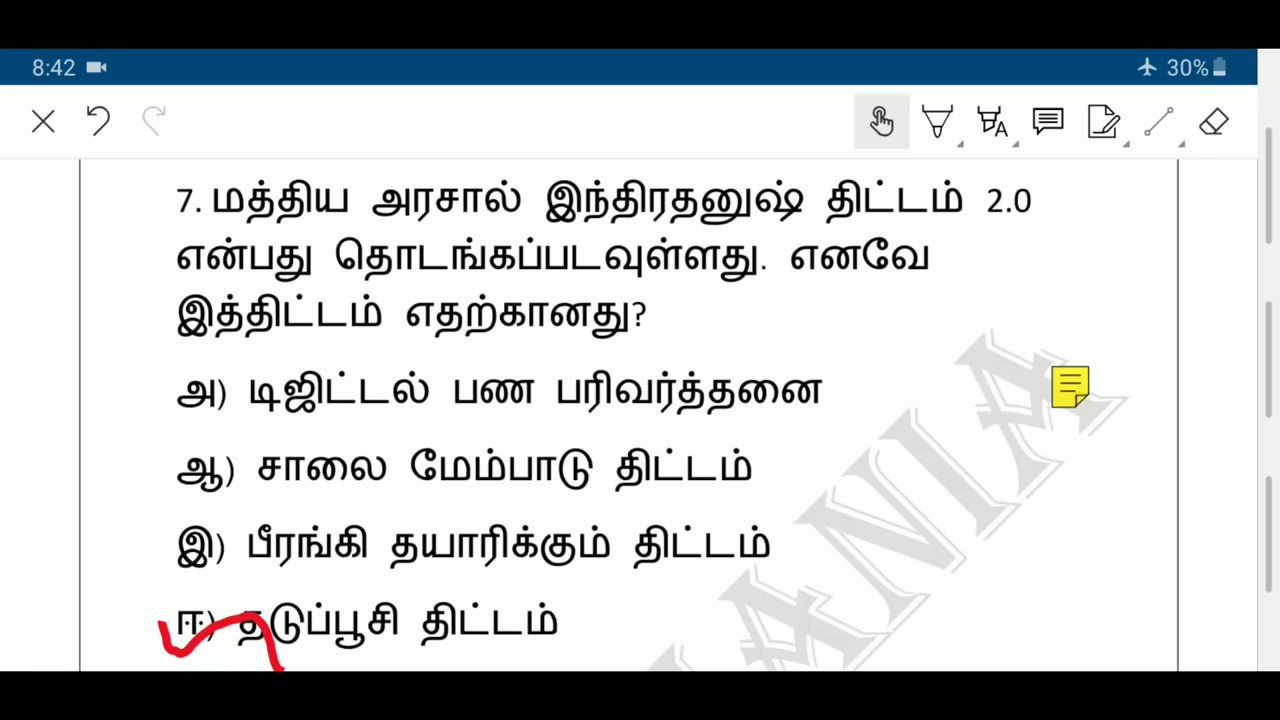 8:42
30%
7. மத்திய அரசால் இந்திரதனுஷ் திட்டம் 2.0
என்பது தொடங்கப்படவுள்ளது. எனவே
இத்திட்டம் எதற்கானது?
அ) டிஜிட்டல் பண பரிவர்த்தனை
ஆ) சாலை மேம்பாடு திட்டம்
இ) பீரங்கி தயாரிக்கும் திட்டம்
ஈ) தடுப்பூசி திட்டம்